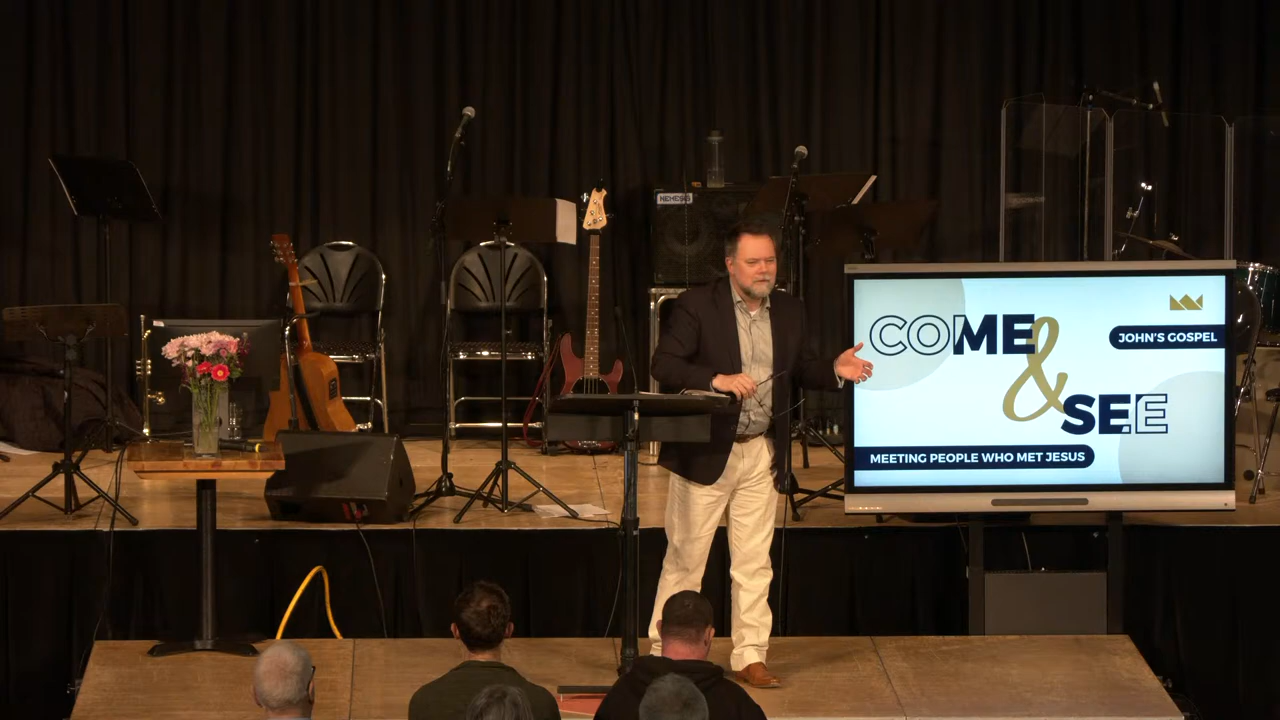 NEMESIS
COME
&
SEE
JOHN'S GOSPEL
MEETING PEOPLE WHO MET JESUS